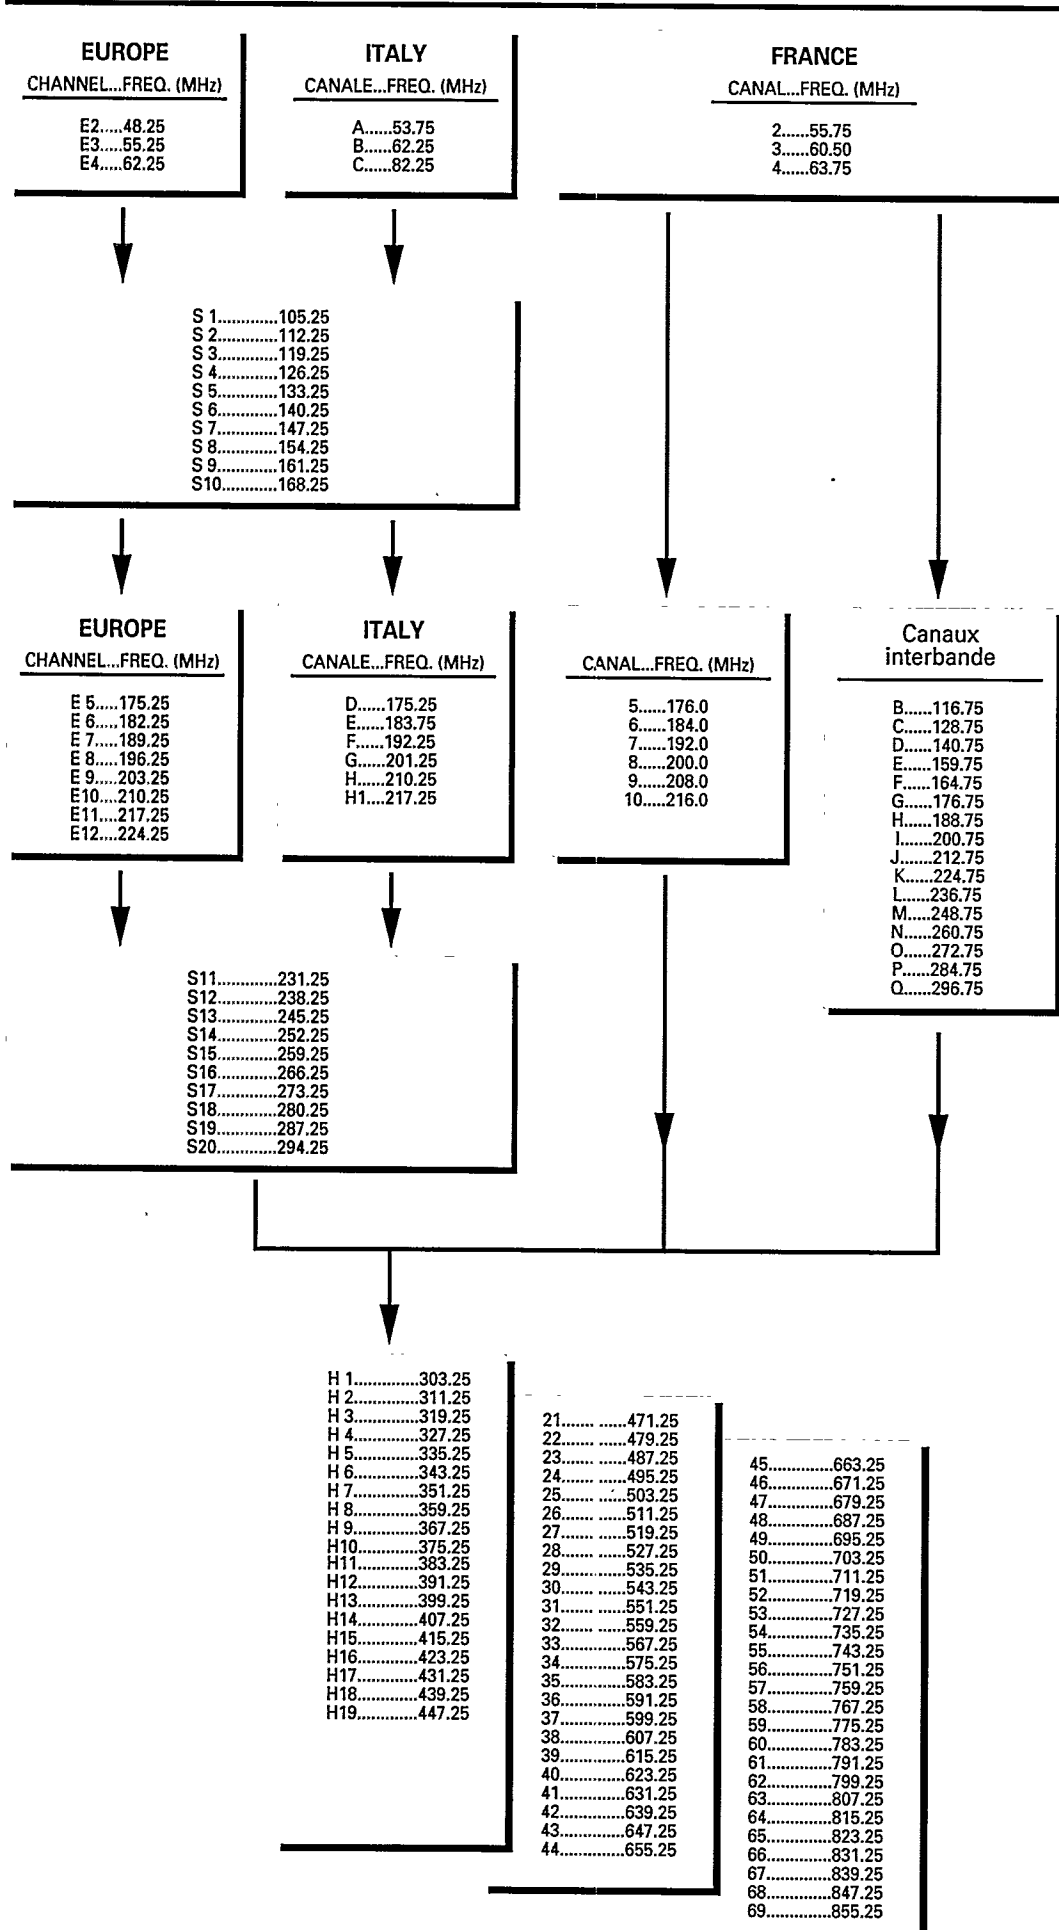 EUROPE
CHANNEL...FREQ. (MHz)
E2.....48.25
E3.....55.25
E4.....62.25
ITALY
CANALE...FREQ. (MHz)
A......53.75
B......62.25
C......82.25
FRANCE
CANAL...FREQ. (MHz)
2......55.75
3......60.50
4......63.75
S 1.............105.25
S 2.............112.25
S 3.............119.25
S 4.............126.25
S 5.............133.25
S 6.............140.25
S 7.............147.25
S 8.............154.25
S 9.............161.25
S10............168.25
EUROPE
CHANNEL...FREQ. (MHz)
E 5.....175.25
E 6.....182.25
E 7.....189.25
E 8.....196.25
E 9.....203.25
E10....210.25
E11....217.25
E12....224.25
ITALY
CANALE...FREQ. (MHz)
D......175.25
E......183.75
F......192.25
G......201.25
H......210.25
H1....217.25
CANAL...FREQ. (MHz)
5......176.0
6......184.0
7......192.0
8......200.0
9......208.0
10.....216.0
Canaux
interbande
B......116.75
C......128.75
D......140.75
E......159.75
F......164.75
G......176.75
H......188.75
I......200.75
J......212.75
K......224.75
L......236.75
M......248.75
N......260.75
O......272.75
P......284.75
Q......296.75
S11.............231.25
S12.............238.25
S13.............245.25
S14.............252.25
S15.............259.25
S16.............266.25
S17.............273.25
S18.............280.25
S19.............287.25
S20.............294.25
H 1..............303.25
H 2..............311.25
H 3..............319.25
H 4..............327.25
H 5..............335.25
H 6..............343.25
H 7..............351.25
H 8..............359.25
H 9..............367.25
H10.............375.25
H11.............383.25
H12.............391.25
H13.............399.25
H14.............407.25
H15.............415.25
H16.............423.25
H17.............431.25
H18.............439.25
H19.............447.25
21....... ......471.25
22....... ......479.25
23....... ......487.25
24....... ......495.25
25....... ......503.25
26....... ......511.25
27....... ......519.25
28....... ......527.25
29....... ......535.25
30....... ......543.25
31....... ......551.25
32....... ......559.25
33..............567.25
34..............575.25
35..............583.25
36..............591.25
37..............599.25
38..............607.25
39..............615.25
40..............623.25
41..............631.25
42..............639.25
43..............647.25
44..............655.25
45..............663.25
46..............671.25
47..............679.25
48..............687.25
49..............695.25
50..............703.25
51..............711.25
52..............719.25
53..............727.25
54..............735.25
55..............743.25
56..............751.25
57..............759.25
58..............767.25
59..............775.25
60..............783.25
61..............791.25
62..............799.25
63..............807.25
64..............815.25
65..............823.25
66..............831.25
67..............839.25
68..............847.25
69..............855.25